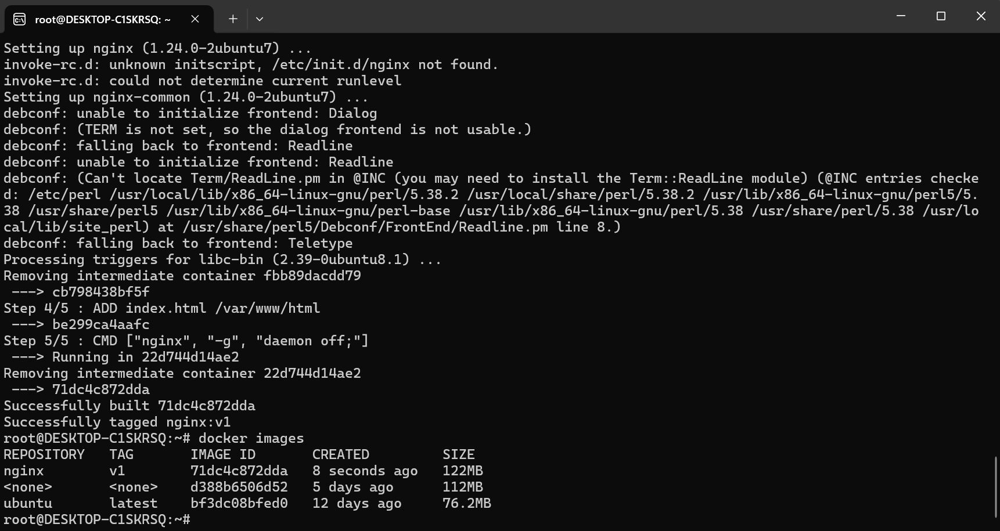 root@DESKTOP-C1SKRSQ: ~
Setting up nginx (1.24.0-2ubuntu7) ...
invoke-rc.d: unknown initscript, /etc/init.d/nginx not found.
invoke-rc.d: could not determine current runlevel
Setting up nginx-common (1.24.0-2ubuntu7) ...
debconf: unable to initialize frontend: Dialog
debconf: (TERM is not set, so the dialog frontend is not usable.)
debconf: falling back to frontend: Readline
debconf: unable to initialize frontend: Readline
debconf: (Can't locate Term/ReadLine.pm in @INC (you may need to install the Term::ReadLine module) (@INC entries checke
d: /etc/perl /usr/local/lib/x86_64-linux-gnu/perl/5.38.2 /usr/local/share/perl/5.38.2 /usr/lib/x86_64-linux-gnu/perl5/5.
38 /usr/share/perl5 /usr/lib/x86_64-linux-gnu/perl-base /usr/lib/x86_64-linux-gnu/perl/5.38 /usr/share/perl/5.38 /usr/lo
cal/lib/site_perl) at /usr/share/perl5/Debconf/FrontEnd/Readline.pm line 8.)
debconf: falling back to frontend: Teletype
Processing triggers for libc-bin (2.39-0ubuntu8.1) ...
Removing intermediate container fbb89dacdd79
 ---> cb798438bf5f
Step 4/5 : ADD index.html /var/www/html
 ---> be299ca4aafc
Step 5/5 : CMD ["nginx", "-g", "daemon off;"]
 ---> Running in 22d744d14ae2
Removing intermediate container 22d744d14ae2
 ---> 71dc4c872dda
Successfully built 71dc4c872dda
Successfully tagged nginx:v1
root@DESKTOP-C1SKRSQ:~# docker images
REPOSITORY   TAG       IMAGE ID       CREATED         SIZE
nginx        v1        71dc4c872dda   8 seconds ago   122MB
<none>       <none>    d388b6506d52   5 days ago      112MB
ubuntu       latest    bf3dc08bfed0   12 days ago     76.2MB
root@DESKTOP-C1SKRSQ:~#